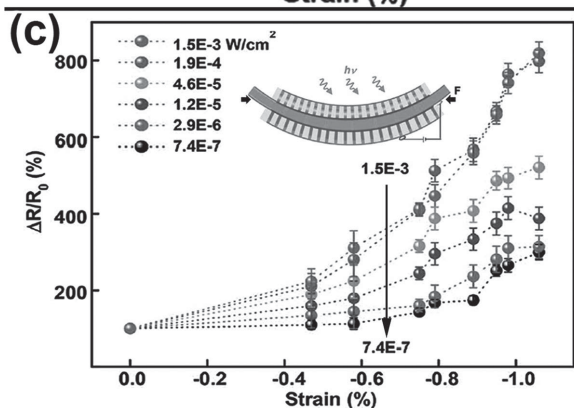 Strain (%)
(c)
1.5E-3 W/cm²
1.9E-4
4.6E-5
1.2E-5
2.9E-6
7.4E-7
hν
F
1.5E-3
7.4E-7
ΔR/R₀ (%)
800
600
400
200
0.0 -0.2 -0.4 -0.6 -0.8 -1.0
Strain (%)